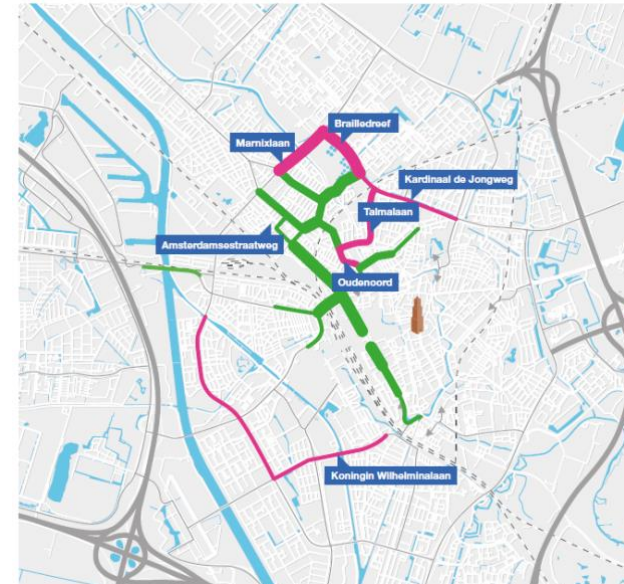 Brailledreef
Marnixlaan
Kardinaal de Jongweg
Talmalaan
Amsterdamsestraatweg
Oudenoord
Koningin Wilhelminalaan